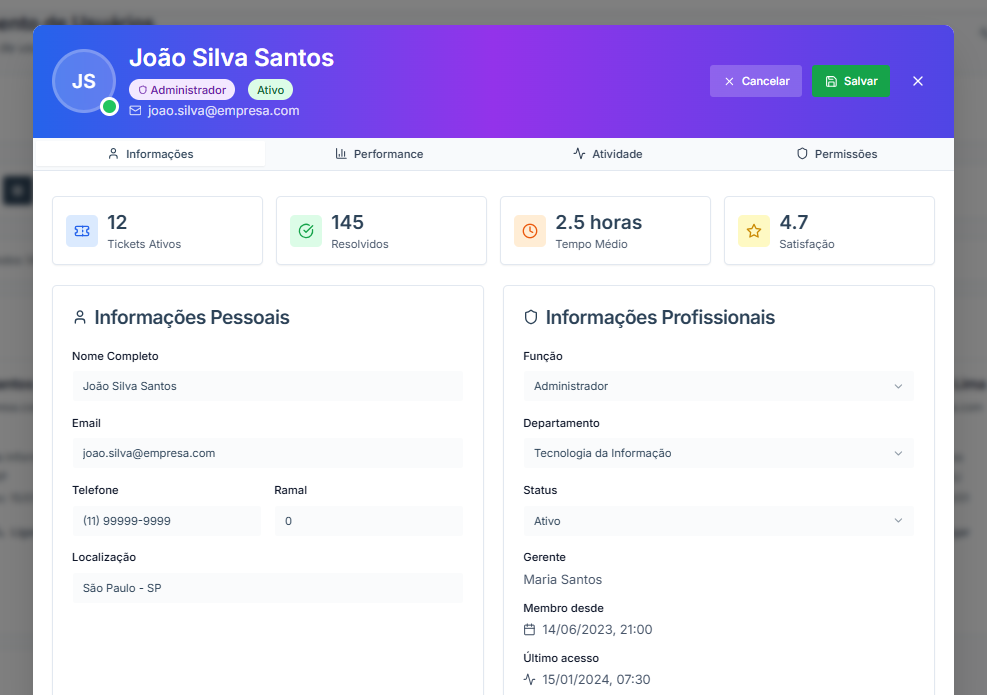 João Silva Santos
JS
Administrador Ativo
joao.silva@empresa.com
Cancelar
Salvar
Informações Performance Atividade Permissões
12
Tickets Ativos
145
Resolvidos
2.5 horas
Tempo Médio
4.7
Satisfação
Informações Pessoais
Nome Completo
João Silva Santos
Email
joao.silva@empresa.com
Telefone Ramal
(11) 99999-9999 0
Localização
São Paulo - SP
Informações Profissionais
Função
Administrador
Departamento
Tecnologia da Informação
Status
Ativo
Gerente
Maria Santos
Membro desde
14/06/2023, 21:00
Último acesso
15/01/2024, 07:30